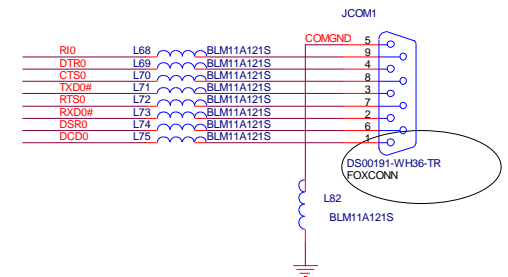 JCOM1
COMGND 5
RI0 L68 BLM11A121S 9
DTR0 L69 BLM11A121S 4
CTS0 L70 BLM11A121S 8
TXD0# L71 BLM11A121S 3
RTS0 L72 BLM11A121S 7
RXD0# L73 BLM11A121S 2
DSR0 L74 BLM11A121S 6
DCD0 L75 BLM11A121S 1
DS00191-WH36-TR
FOXCONN
L82
BLM11A121S